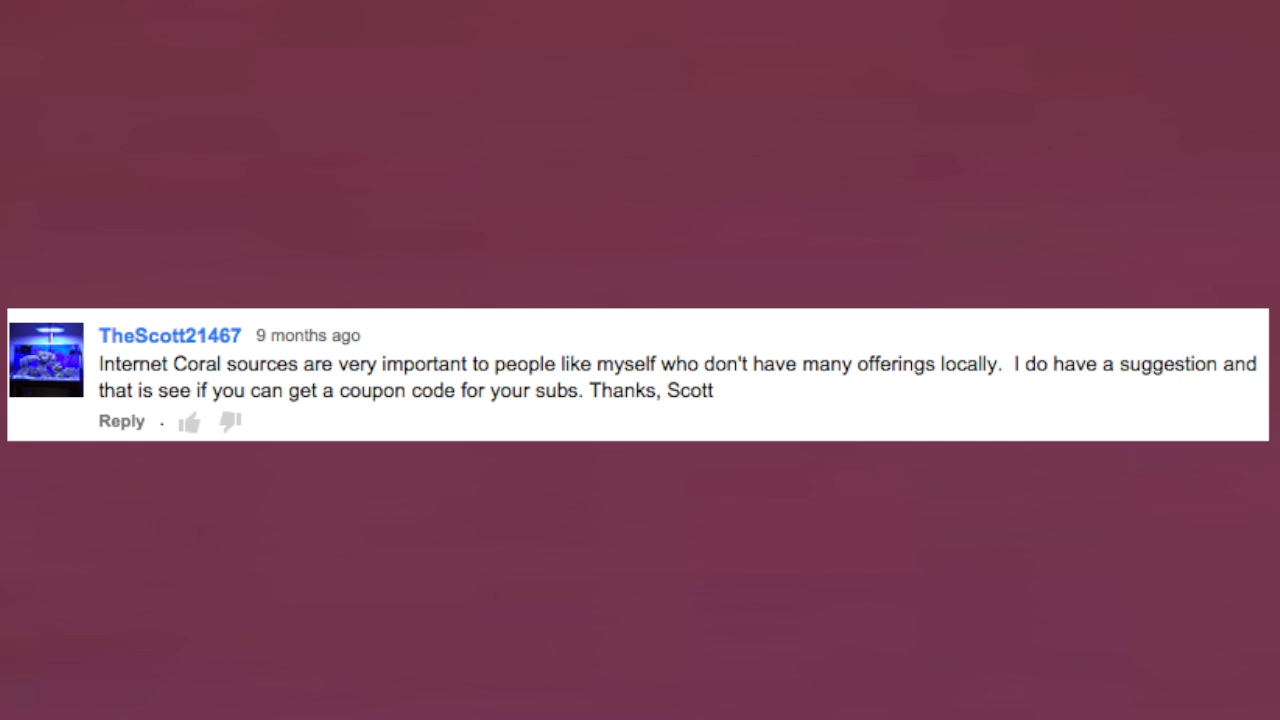 TheScott21467 9 months ago
Internet Coral sources are very important to people like myself who don't have many offerings locally.  I do have a suggestion and
that is see if you can get a coupon code for your subs. Thanks, Scott
Reply .